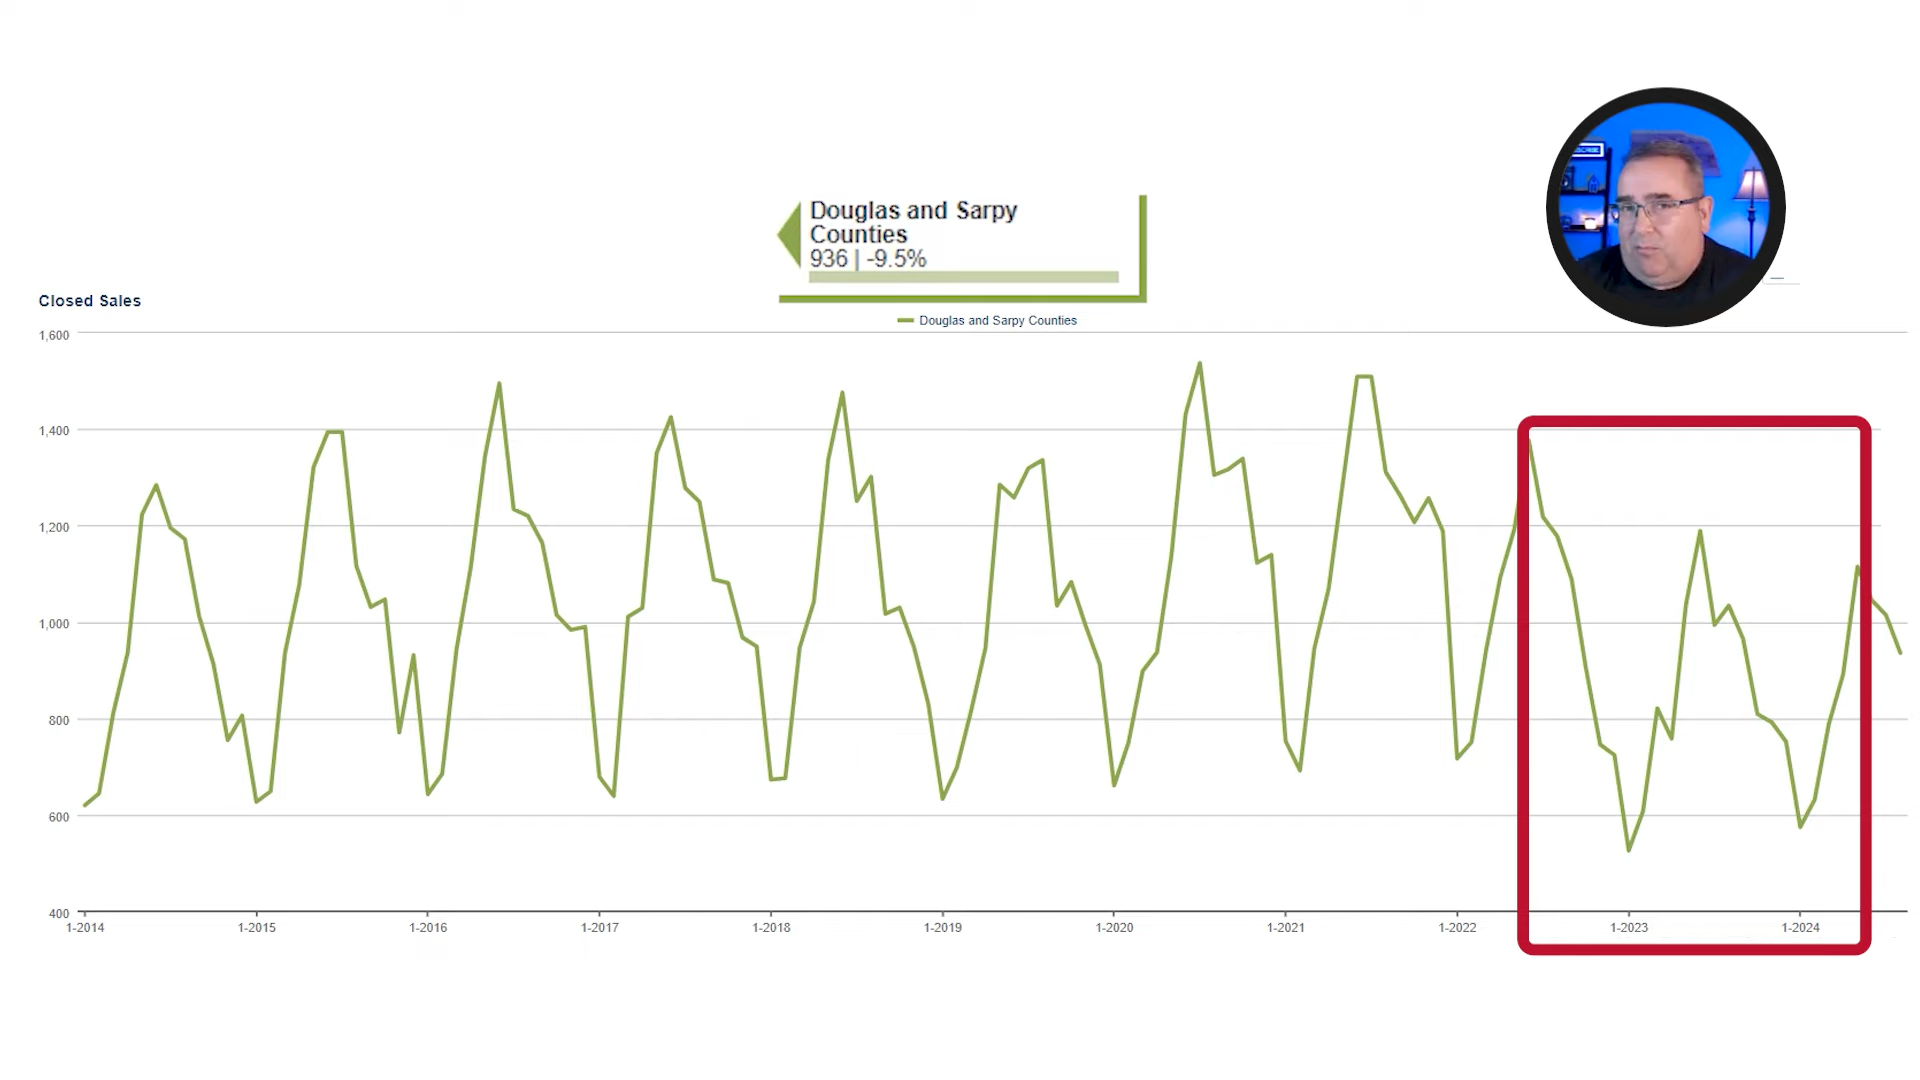 Douglas and Sarpy
Counties
936 | -9.5%
Closed Sales
Douglas and Sarpy Counties
1,600
1,400
1,200
1,000
800
600
400
1-2014 1-2015 1-2016 1-2017 1-2018 1-2019 1-2020 1-2021 1-2022 1-2023 1-2024